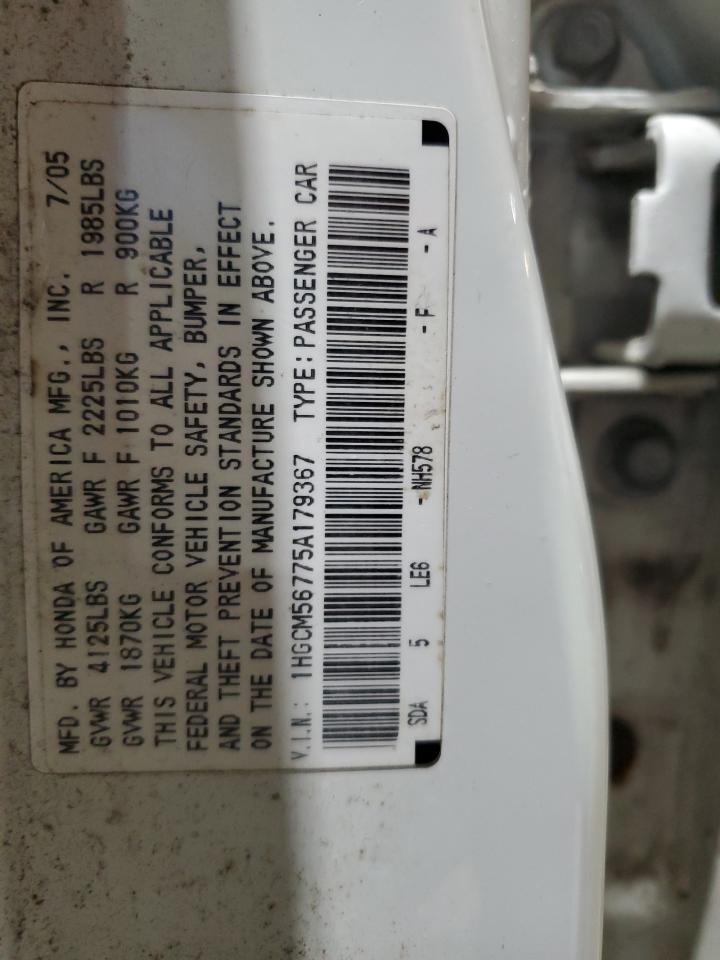 MFD. BY HONDA OF AMERICA MFG., INC. 7/05
GVWR 4125LBS GAWR F 2225LBS R 1985LBS
GVWR 1870KG GAWR F 1010KG R 900KG
THIS VEHICLE CONFORMS TO ALL APPLICABLE
FEDERAL MOTOR VEHICLE SAFETY, BUMPER,
AND THEFT PREVENTION STANDARDS IN EFFECT
ON THE DATE OF MANUFACTURE SHOWN ABOVE.
V.I.N.: 1HGCM56775A179367 TYPE:PASSENGER CAR
SDA 5 LE6 -NH578 -F -A